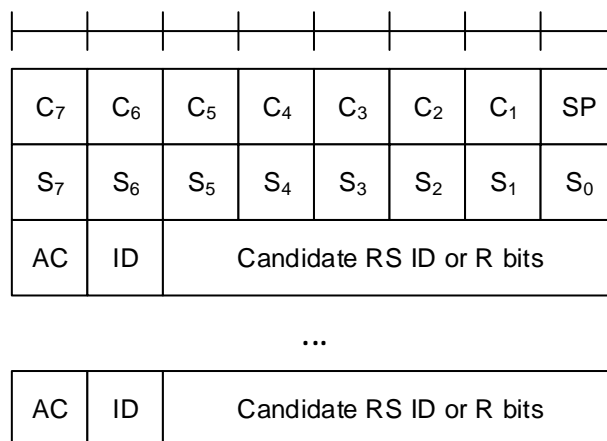 C₇ C₆ C₅ C₄ C₃ C₂ C₁ SP
S₇ S₆ S₅ S₄ S₃ S₂ S₁ S₀
AC ID Candidate RS ID or R bits
...
AC ID Candidate RS ID or R bits